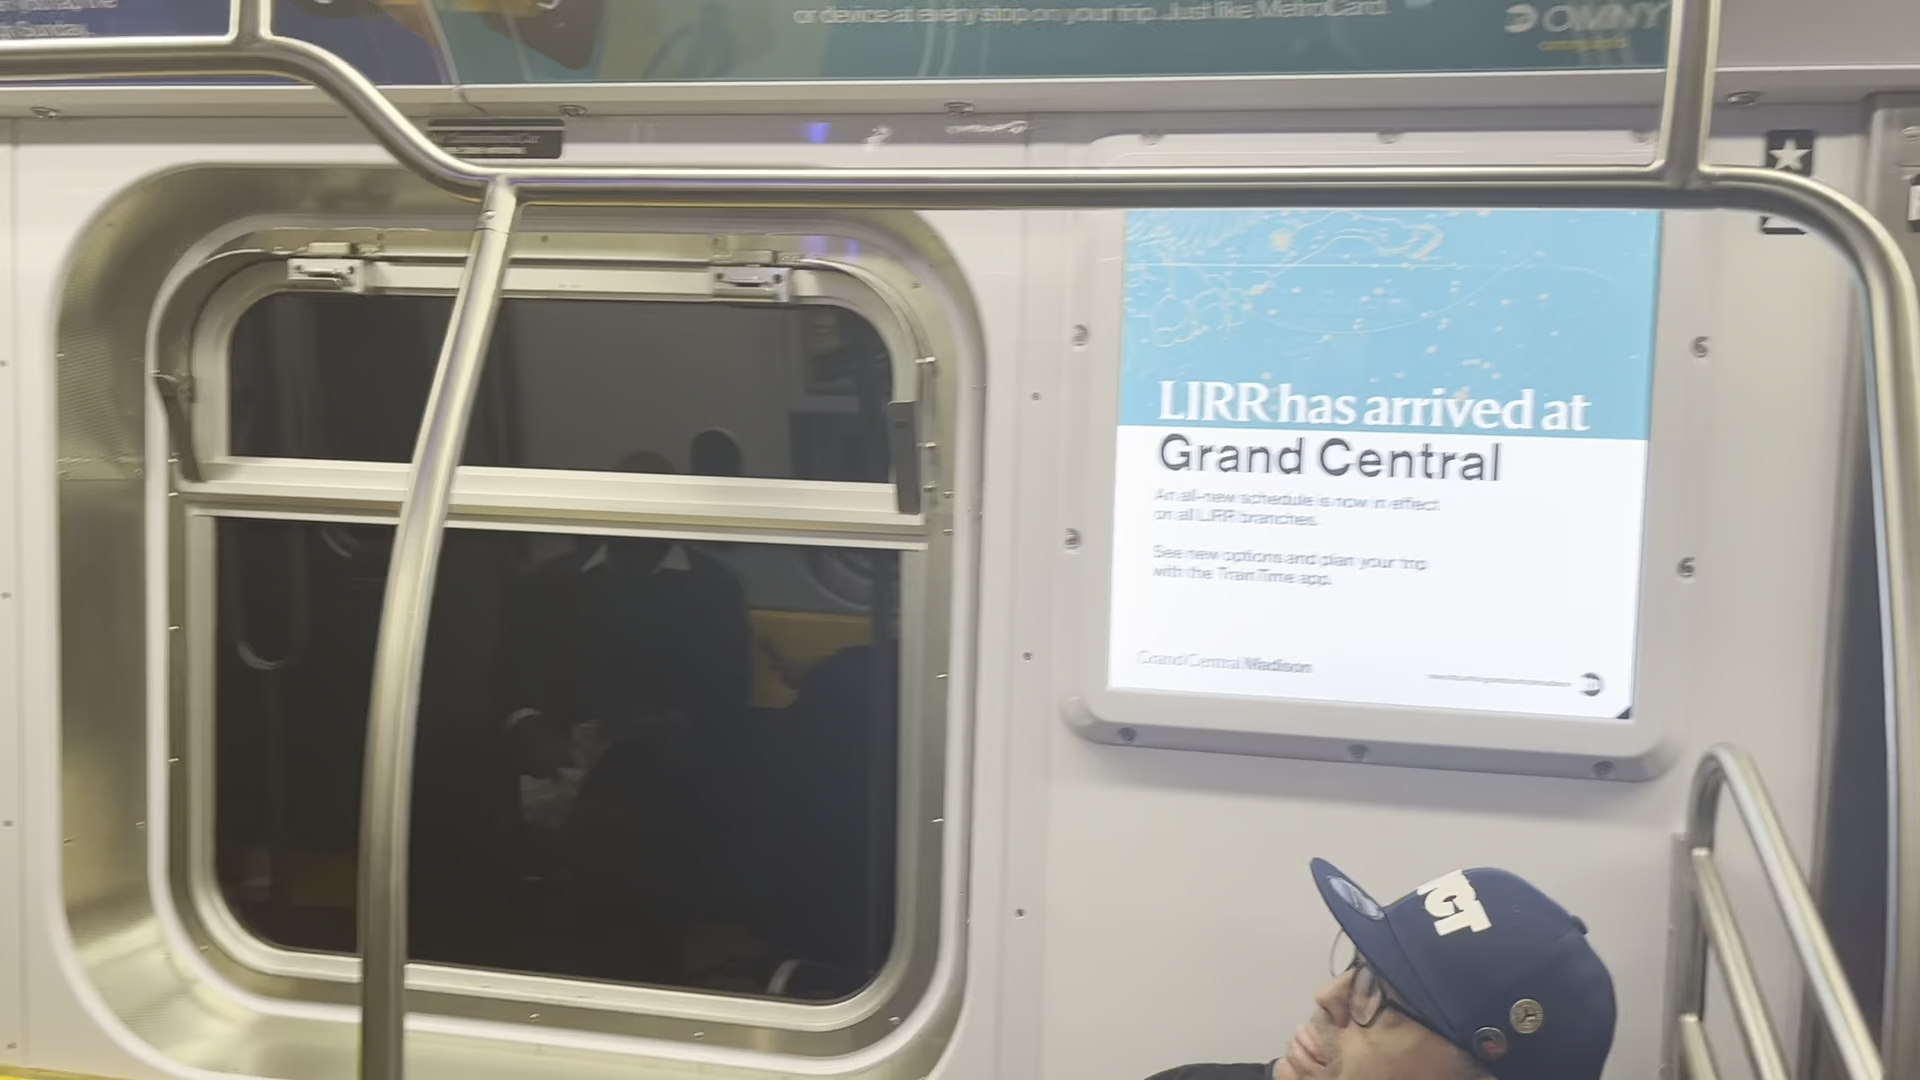 or device at every stop on your trip. Just like MetroCard.
OMNY
LIRR has arrived at
Grand Central
An all-new schedule is now in effect
on all LIRR branches.
See new options and plan your trip
with the TrainTime app.
Grand Central Madison